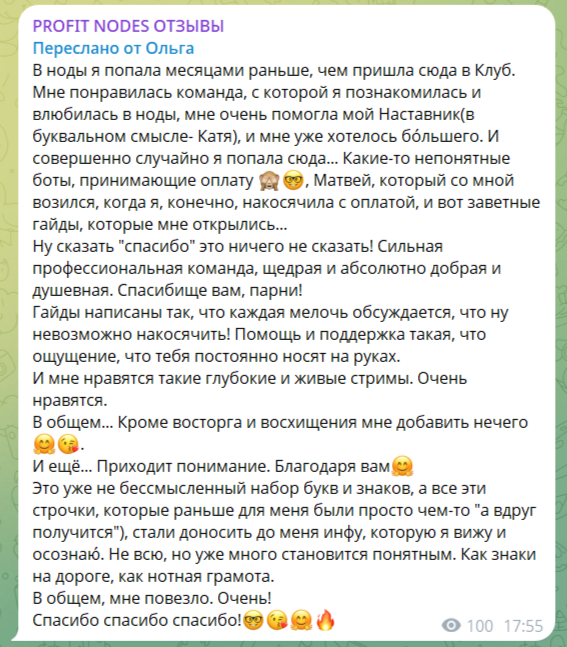 PROFIT NODES ОТЗЫВЫ
Переслано от Ольга
В ноды я попала месяцами раньше, чем пришла сюда в Клуб.
Мне понравилась команда, с которой я познакомилась и
влюбилась в ноды, мне очень помогла мой Наставник(в
буквальном смысле- Катя), и мне уже хотелось бо́льшего. И
совершенно случайно я попала сюда... Какие-то непонятные
боты, принимающие оплату 🙈🤓, Матвей, который со мной
возился, когда я, конечно, накосячила с оплатой, и вот заветные
гайды, которые мне открылись...
Ну сказать "спасибо" это ничего не сказать! Сильная
профессиональная команда, щедрая и абсолютно добрая и
душевная. Спасибище вам, парни!
Гайды написаны так, что каждая мелочь обсуждается, что ну
невозможно накосячить! Помощь и поддержка такая, что
ощущение, что тебя постоянно носят на руках.
И мне нравятся такие глубокие и живые стримы. Очень
нравятся.
В общем... Кроме восторга и восхищения мне добавить нечего
🤗😘.
И ещё... Приходит понимание. Благодаря вам🤗
Это уже не бессмысленный набор букв и знаков, а все эти
строчки, которые раньше для меня были просто чем-то "а вдруг
получится"), стали доносить до меня инфу, которую я вижу и
осознаю́. Не всю, но уже много становится понятным. Как знаки
на дороге, как нотная грамота.
В общем, мне повезло. Очень!
Спасибо спасибо спасибо!🤓😘🤗🔥
100 17:55